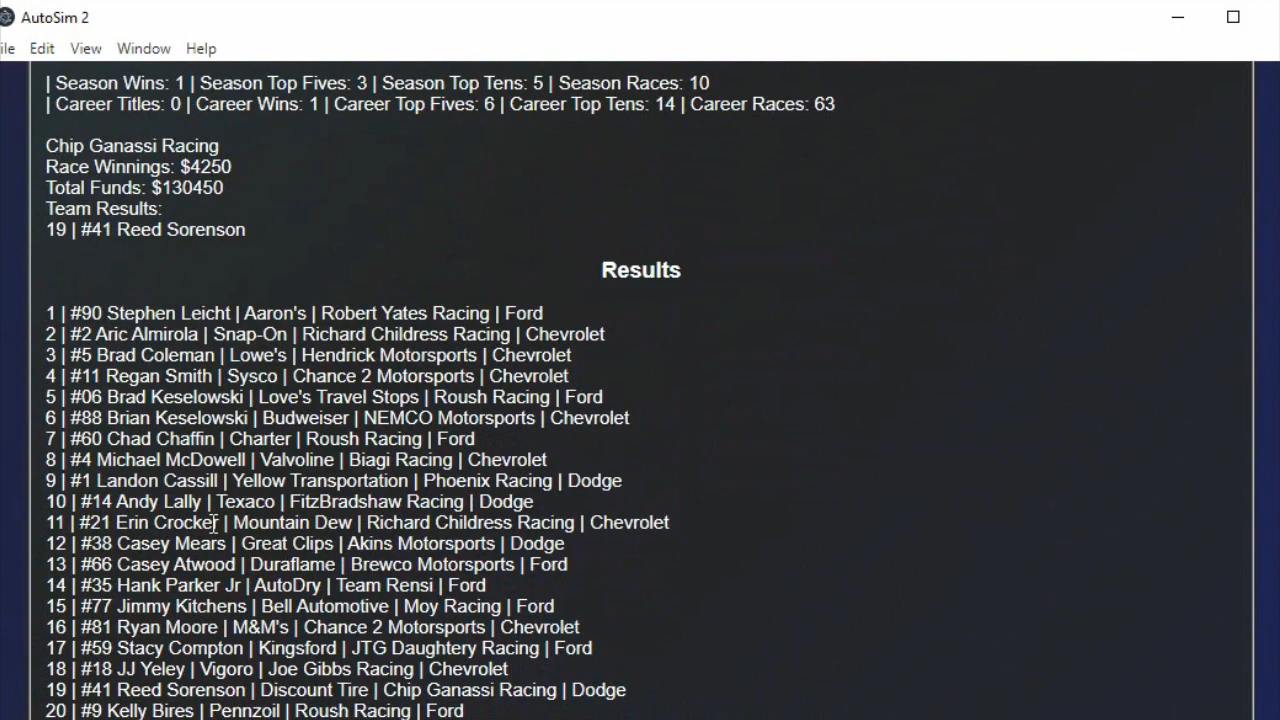 AutoSim 2
ile Edit View Window Help
| Season Wins: 1 | Season Top Fives: 3 | Season Top Tens: 5 | Season Races: 10
| Career Titles: 0 | Career Wins: 1 | Career Top Fives: 6 | Career Top Tens: 14 | Career Races: 63
Chip Ganassi Racing
Race Winnings: $4250
Total Funds: $130450
Team Results:
19 | #41 Reed Sorenson
Results
1 | #90 Stephen Leicht | Aaron's | Robert Yates Racing | Ford
2 | #2 Aric Almirola | Snap-On | Richard Childress Racing | Chevrolet
3 | #5 Brad Coleman | Lowe's | Hendrick Motorsports | Chevrolet
4 | #11 Regan Smith | Sysco | Chance 2 Motorsports | Chevrolet
5 | #06 Brad Keselowski | Love's Travel Stops | Roush Racing | Ford
6 | #88 Brian Keselowski | Budweiser | NEMCO Motorsports | Chevrolet
7 | #60 Chad Chaffin | Charter | Roush Racing | Ford
8 | #4 Michael McDowell | Valvoline | Biagi Racing | Chevrolet
9 | #1 Landon Cassill | Yellow Transportation | Phoenix Racing | Dodge
10 | #14 Andy Lally | Texaco | FitzBradshaw Racing | Dodge
11 | #21 Erin Crocker | Mountain Dew | Richard Childress Racing | Chevrolet
12 | #38 Casey Mears | Great Clips | Akins Motorsports | Dodge
13 | #66 Casey Atwood | Duraflame | Brewco Motorsports | Ford
14 | #35 Hank Parker Jr | AutoDry | Team Rensi | Ford
15 | #77 Jimmy Kitchens | Bell Automotive | Moy Racing | Ford
16 | #81 Ryan Moore | M&M's | Chance 2 Motorsports | Chevrolet
17 | #59 Stacy Compton | Kingsford | JTG Daughtery Racing | Ford
18 | #18 JJ Yeley | Vigoro | Joe Gibbs Racing | Chevrolet
19 | #41 Reed Sorenson | Discount Tire | Chip Ganassi Racing | Dodge
20 | #9 Kelly Bires | Pennzoil | Roush Racing | Ford